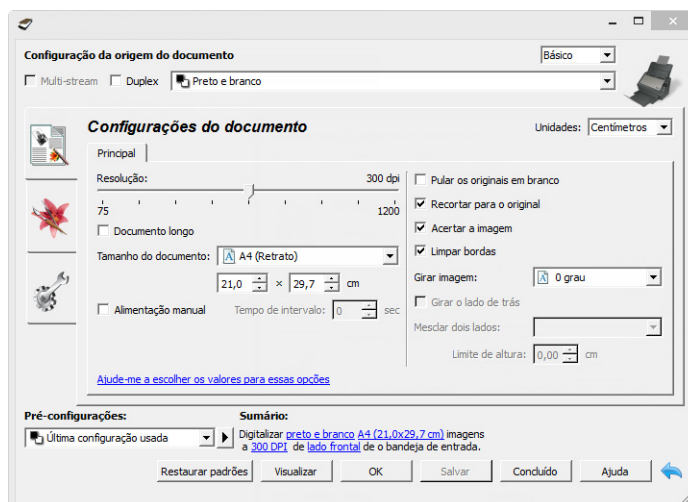 Configuração da origem do documento
Básico
Multi-stream Duplex Preto e branco
Configurações do documento
Unidades: Centímetros
Principal
Resolução: 300 dpi
75 1200
Documento longo
Tamanho do documento: A4 (Retrato)
21,0 × 29,7 cm
Alimentação manual Tempo de intervalo: 0 sec
Ajude-me a escolher os valores para essas opções
Pular os originais em branco
Recortar para o original
Acertar a imagem
Limpar bordas
Girar imagem: 0 grau
Girar o lado de trás
Mesclar dois lados:
Limite de altura: 0,00 cm
Pré-configurações:
Última configuração usada
Sumário:
Digitalizar preto e branco A4 (21,0x29,7 cm) imagens
a 300 DPI de lado frontal de o bandeja de entrada.
Restaurar padrões Visualizar OK Salvar Concluído Ajuda